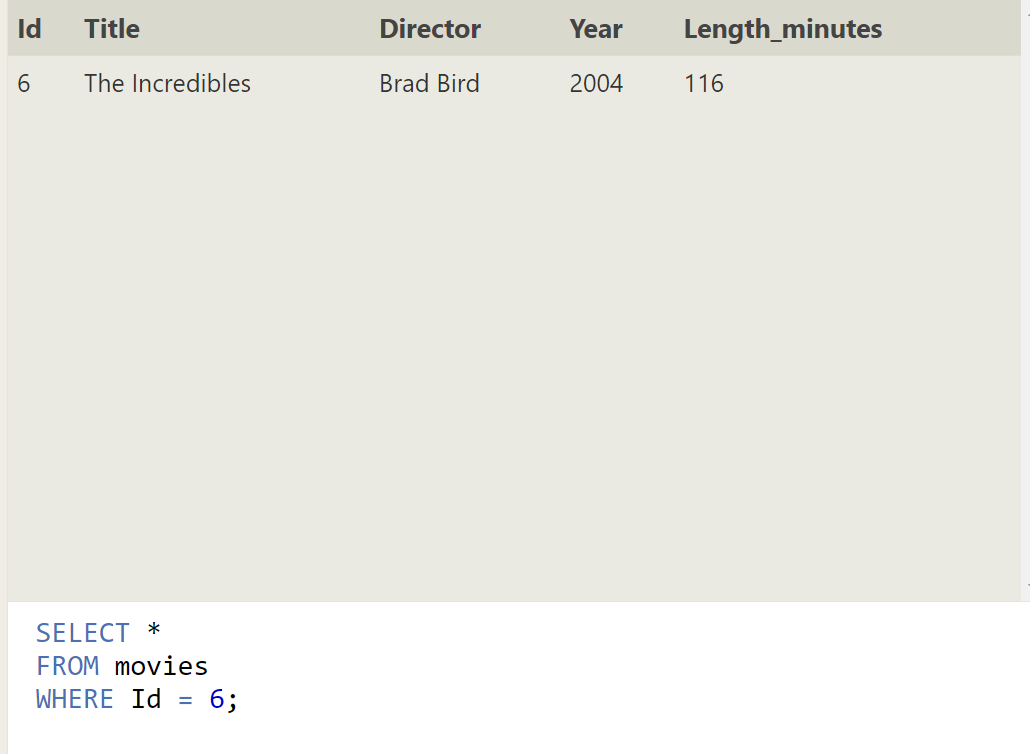 Id Title Director Year Length_minutes
6 The Incredibles Brad Bird 2004 116
SELECT *
FROM movies
WHERE Id = 6;